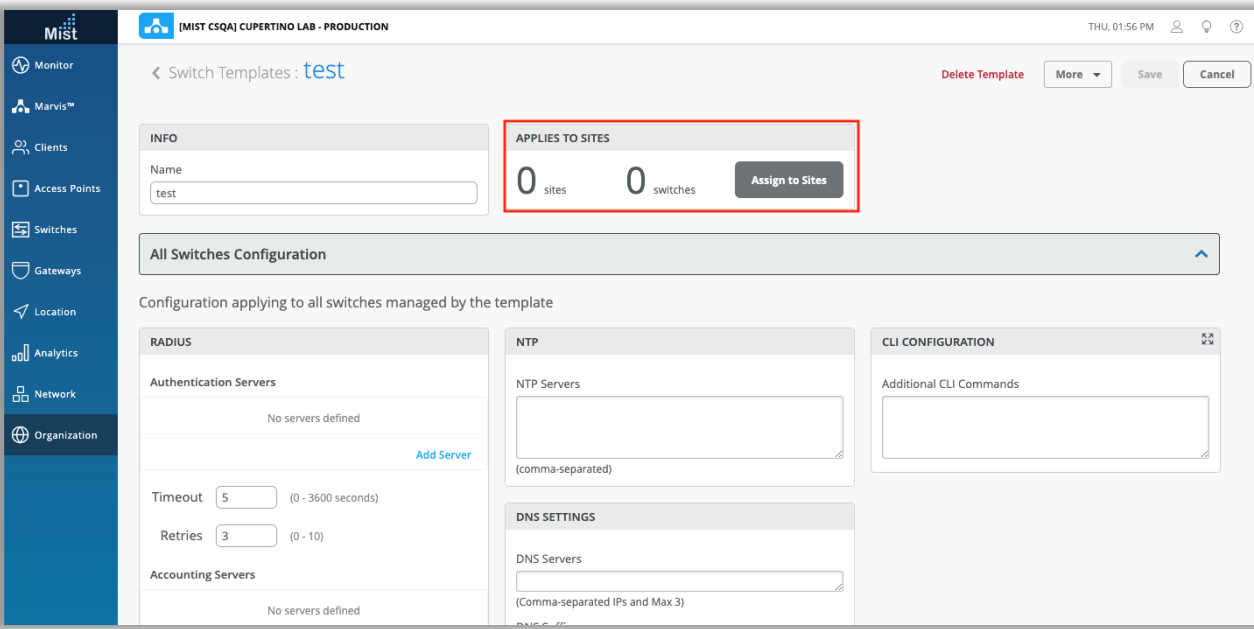 Mist
[MIST CSQA] CUPERTINO LAB - PRODUCTION
THU, 01:56 PM
Monitor
Marvis™
Clients
Access Points
Switches
Gateways
Location
Analytics
Network
Organization
Switch Templates : test
Delete Template
More
Save
Cancel
INFO
Name
test
APPLIES TO SITES
0 sites
0 switches
Assign to Sites
All Switches Configuration
Configuration applying to all switches managed by the template
RADIUS
Authentication Servers
No servers defined
Add Server
Timeout 5 (0 - 3600 seconds)
Retries 3 (0 - 10)
Accounting Servers
No servers defined
NTP
NTP Servers
(comma-separated)
DNS SETTINGS
DNS Servers
(Comma-separated IPs and Max 3)
CLI CONFIGURATION
Additional CLI Commands